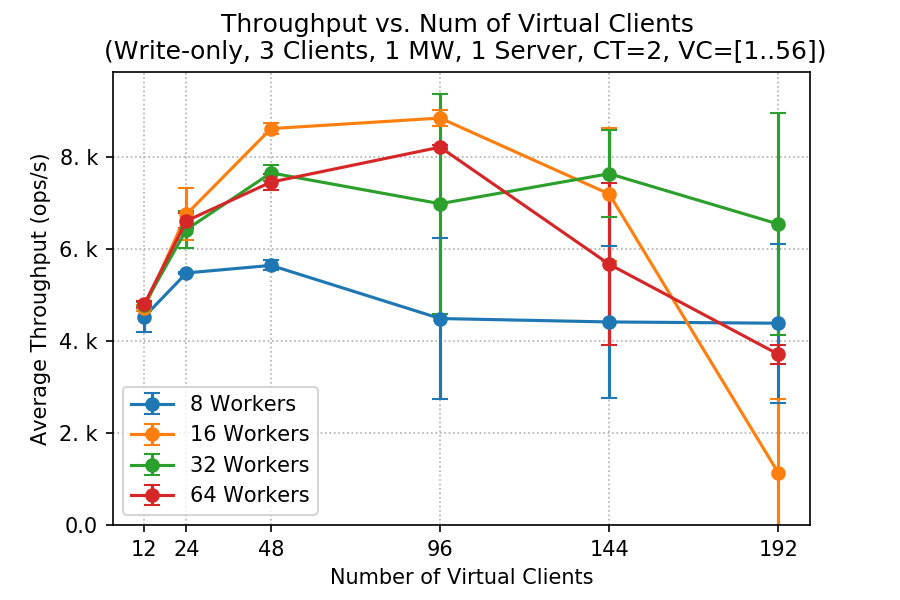 Throughput vs. Num of Virtual Clients
(Write-only, 3 Clients, 1 MW, 1 Server, CT=2, VC=[1..56])
Average Throughput (ops/s)
8. k
6. k
4. k
2. k
0.0
8 Workers
16 Workers
32 Workers
64 Workers
12 24 48 96 144 192
Number of Virtual Clients